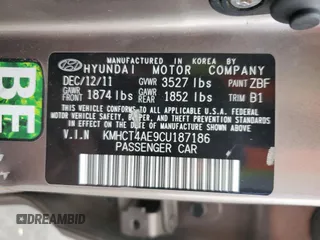 MANUFACTURED IN KOREA BY
HYUNDAI MOTOR COMPANY
DEC/12/11 GVWR 3527 lbs PAINT ZBF
GAWR FRONT 1874 lbs GAWR REAR 1852 lbs TRIM B1
THIS VEHICLE CONFORMS TO ALL APPLICABLE
FEDERAL MOTOR VEHICLE SAFETY, BUMPER,
AND THEFT PREVENTION STANDARDS IN EFFECT
ON THE DATE OF MANUFACTURE SHOWN ABOVE.
V.I.N KMHCT4AE9CU187186
PASSENGER CAR
BE
DREAMBID